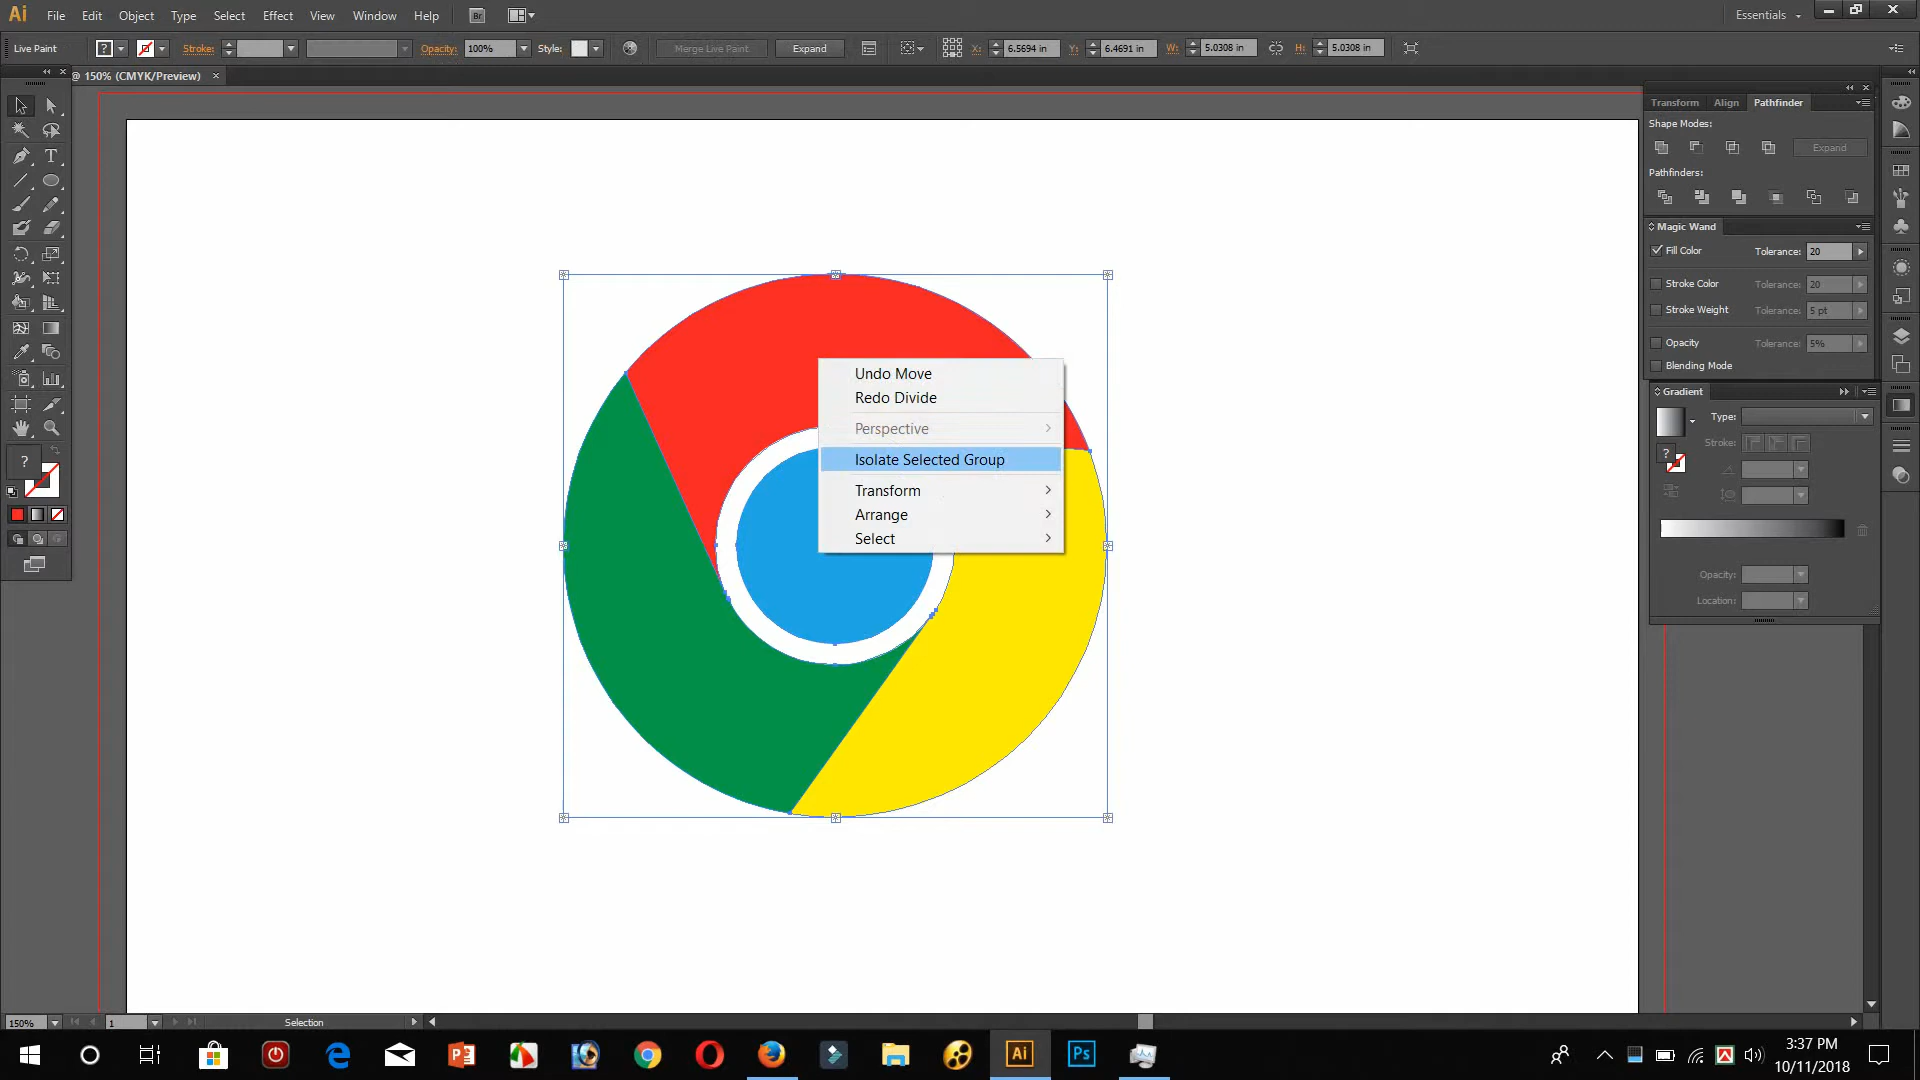 Ai File Edit Object Type Select Effect View Window Help Br Essentials
Live Paint ? Stroke: Opacity: 100% Style: Merge Live Paint Expand X: 6.5694 in Y: 6.4691 in W: 5.0308 in H: 5.0308 in
@ 150% (CMYK/Preview) ×
Transform Align Pathfinder
Shape Modes:
Expand
Pathfinders:
Magic Wand
Fill Color Tolerance: 20
Stroke Color Tolerance: 20
Stroke Weight Tolerance: 5 pt
Opacity Tolerance: 5%
Blending Mode
Gradient
Type:
Stroke:
?
Opacity:
Location:
T
?
Undo Move
Redo Divide
Perspective
Isolate Selected Group
Transform
Arrange
Select
150% 1 Selection
Ai Ps
3:37 PM
10/11/2018